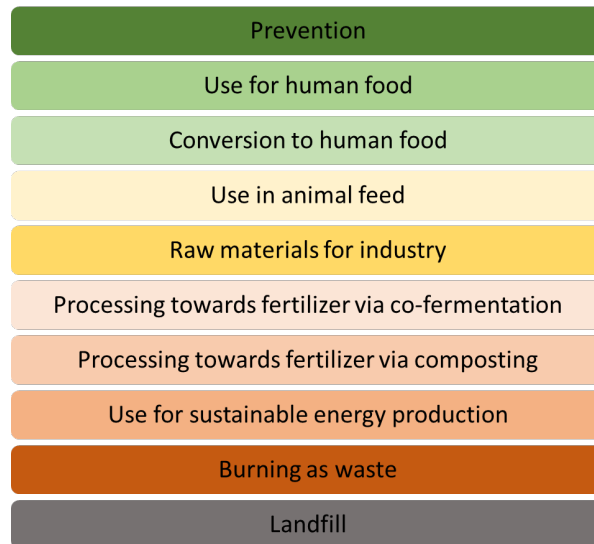 Prevention
Use for human food
Conversion to human food
Use in animal feed
Raw materials for industry
Processing towards fertilizer via co-fermentation
Processing towards fertilizer via composting
Use for sustainable energy production
Burning as waste
Landfill